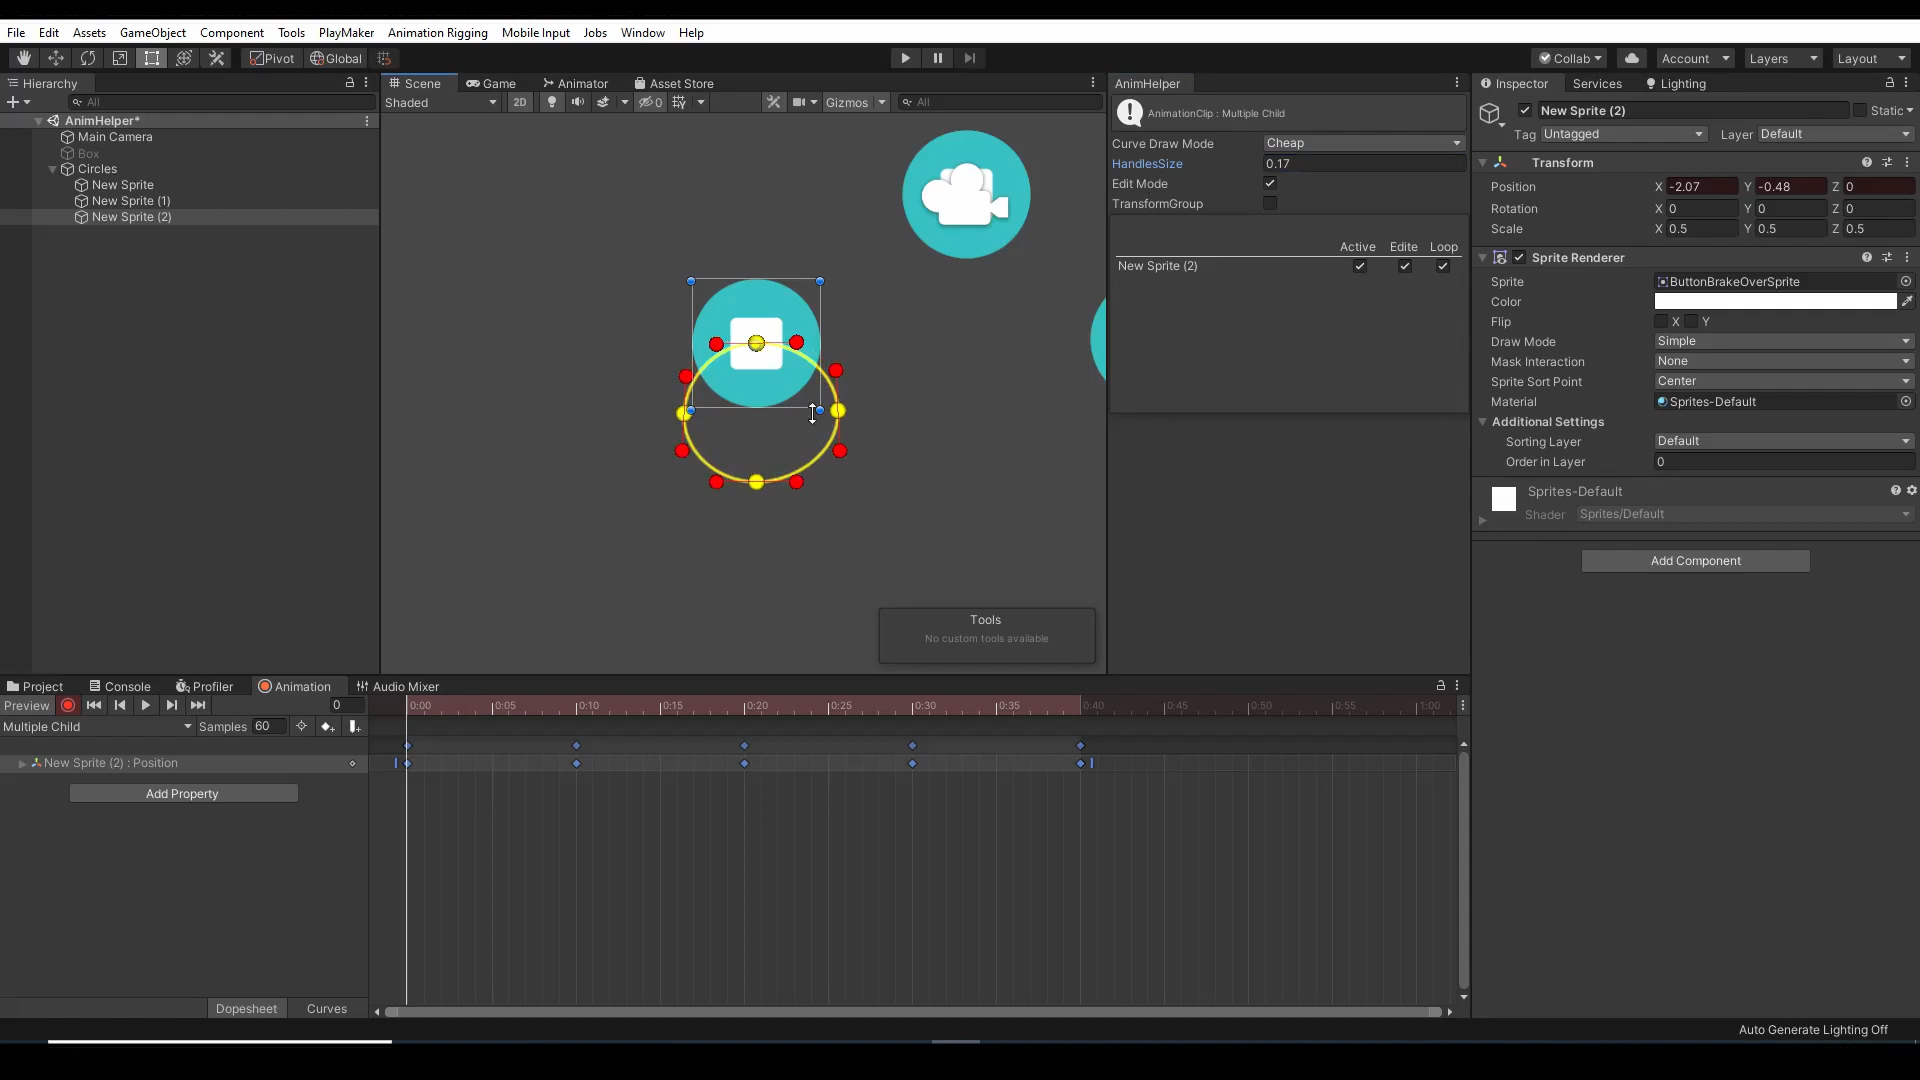 File Edit Assets GameObject Component Tools PlayMaker Animation Rigging Mobile Input Jobs Window Help
Pivot Global Collab Account Layers Layout
Hierarchy
All
AnimHelper*
Main Camera
Box
Circles
New Sprite
New Sprite (1)
New Sprite (2)
Scene Game Animator Asset Store
Shaded 2D 0 Gizmos All
Tools
No custom tools available
AnimHelper
AnimationClip : Multiple Child
Curve Draw Mode Cheap
HandlesSize 0.17
Edit Mode
TransformGroup
Active Edite Loop
New Sprite (2)
Inspector Services Lighting
New Sprite (2) Static
Tag Untagged Layer Default
Transform
Position X -2.07 Y -0.48 Z 0
Rotation X 0 Y 0 Z 0
Scale X 0.5 Y 0.5 Z 0.5
Sprite Renderer
Sprite ButtonBrakeOverSprite
Color
Flip X Y
Draw Mode Simple
Mask Interaction None
Sprite Sort Point Center
Material Sprites-Default
Additional Settings
Sorting Layer Default
Order in Layer 0
Sprites-Default
Shader Sprites/Default
Add Component
Project Console Profiler Animation Audio Mixer
Preview 0 0:00 0:05 0:10 0:15 0:20 0:25 0:30 0:35 0:40 0:45 0:50 0:55 1:00
Multiple Child Samples 60
New Sprite (2) : Position
Add Property
Dopesheet Curves
Auto Generate Lighting Off